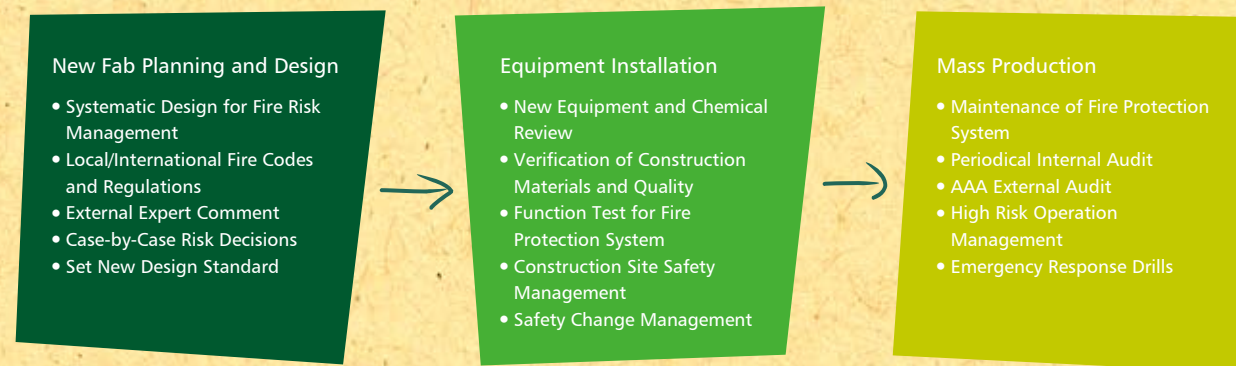 New Fab Planning and Design
• Systematic Design for Fire Risk
Management
• Local/International Fire Codes
and Regulations
• External Expert Comment
• Case-by-Case Risk Decisions
• Set New Design Standard
Equipment Installation
• New Equipment and Chemical
Review
• Verification of Construction
Materials and Quality
• Function Test for Fire
Protection System
• Construction Site Safety
Management
• Safety Change Management
Mass Production
• Maintenance of Fire Protection
System
• Periodical Internal Audit
• AAA External Audit
• High Risk Operation
Management
• Emergency Response Drills